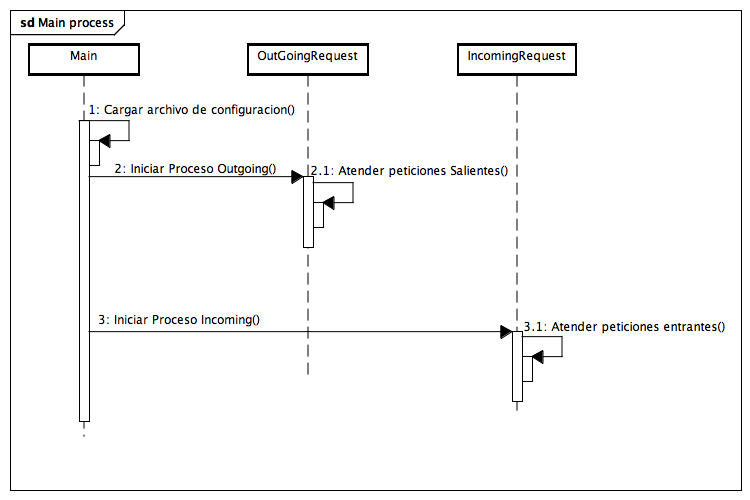 sd Main process
Main
OutGoingRequest
IncomingRequest
1: Cargar archivo de configuracion()
2: Iniciar Proceso Outgoing()
2.1: Atender peticiones Salientes()
3: Iniciar Proceso Incoming()
3.1: Atender peticiones entrantes()